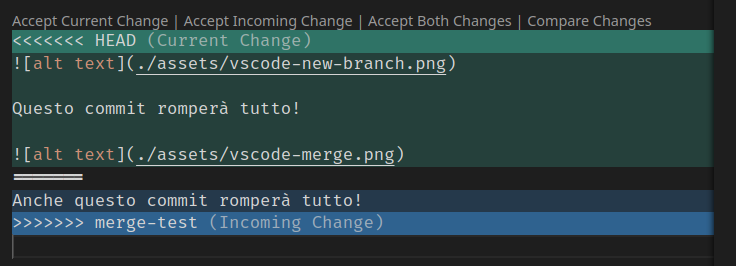 Accept Current Change | Accept Incoming Change | Accept Both Changes | Compare Changes
<<<<<<< HEAD (Current Change)
![alt text](./assets/vscode-new-branch.png)
Questo commit romperà tutto!
![alt text](./assets/vscode-merge.png)
=======
Anche questo commit romperà tutto!
>>>>>>> merge-test (Incoming Change)